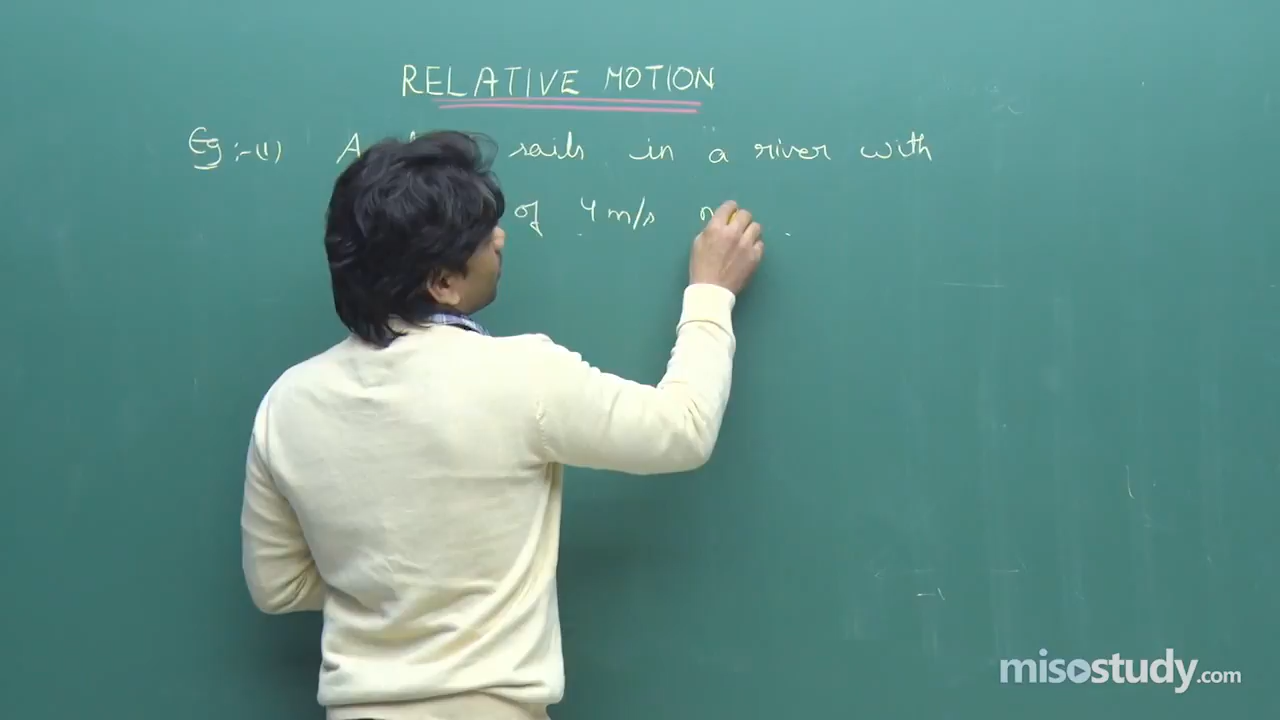 RELATIVE MOTION
Eg:-(1) A sails in a river with
of 4 m/s
misostudy.com